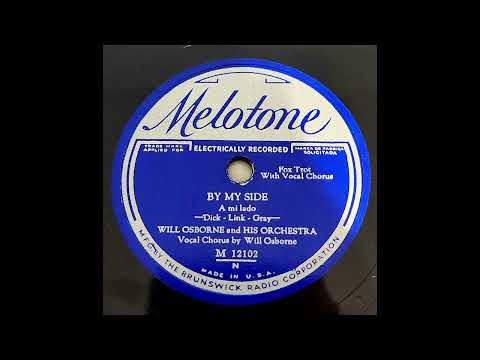 Melotone
TRADE MARK
APPLIED FOR
ELECTRICALLY RECORDED
MARCA DE FABRICA
SOLICITADA
Fox Trot
With Vocal Chorus
BY MY SIDE
A mi lado
—Dick - Link - Gray—
WILL OSBORNE and HIS ORCHESTRA
Vocal Chorus by Will Osborne
M 12102
N
MADE IN U.S.A.
MFG. BY THE BRUNSWICK RADIO CORPORATION